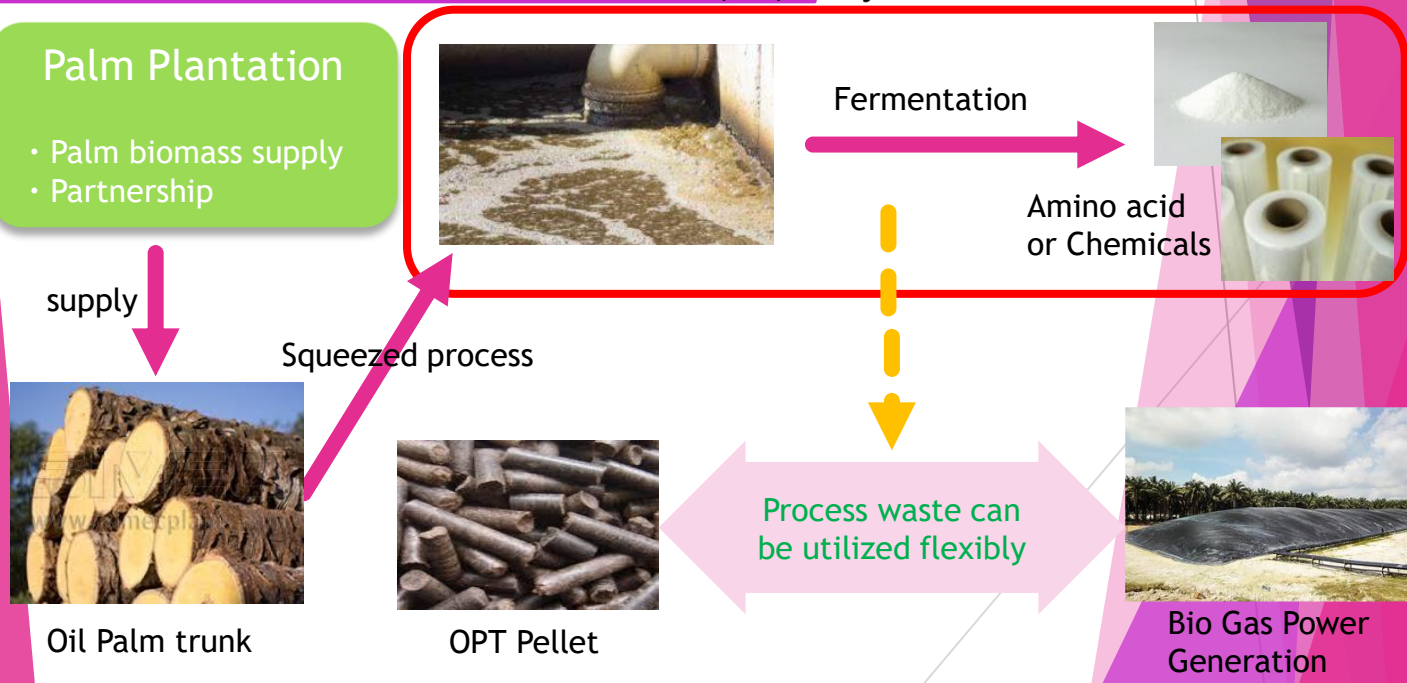 Palm Plantation
・Palm biomass supply
・Partnership
Fermentation
Amino acid
or Chemicals
supply
Squeezed process
Process waste can
be utilized flexibly
Oil Palm trunk
OPT Pellet
Bio Gas Power
Generation